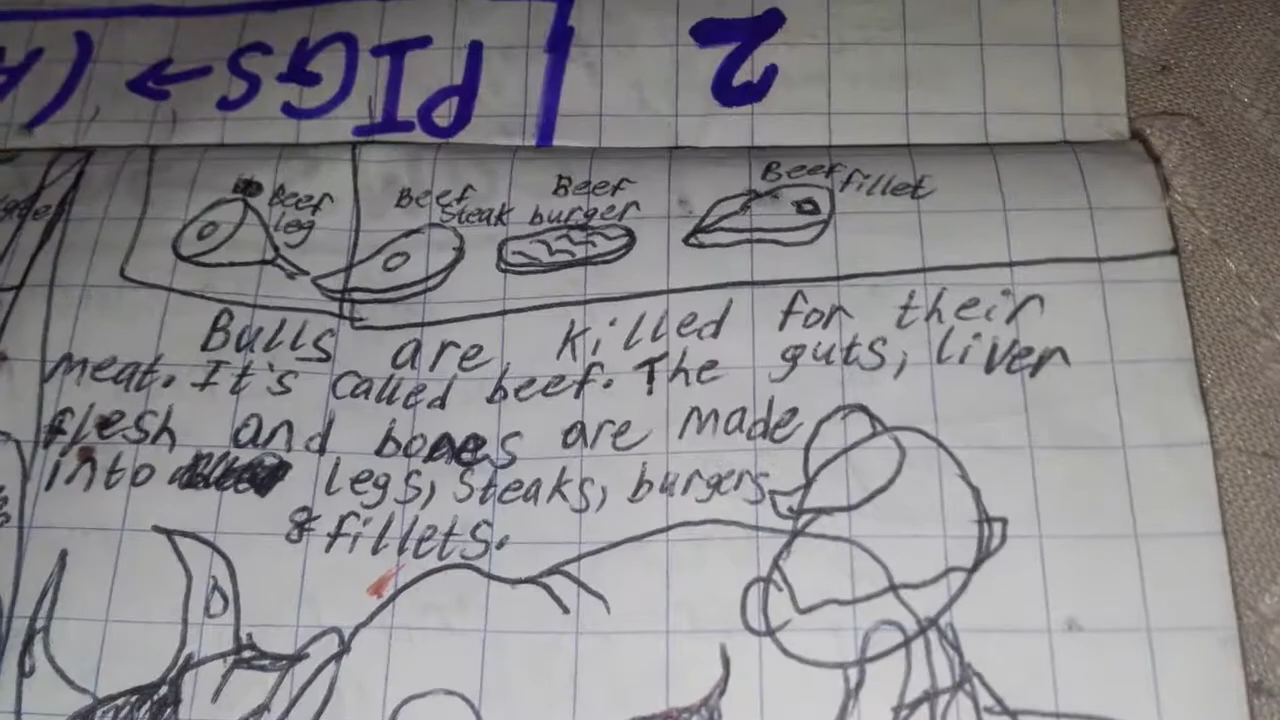 2
PIGS → (
Beef leg
Beef Steak
Beef burger
Beef fillet
Bulls are killed for their
meat. It's called beef. The guts, liver
flesh and bones are made
into legs, steaks, burgers
& fillets.